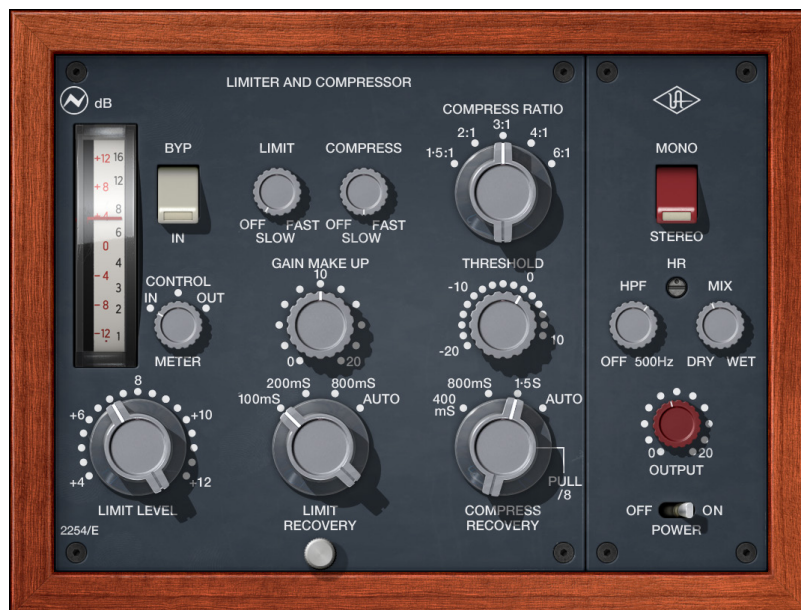 LIMITER AND COMPRESSOR
dB
BYP
IN
LIMIT
OFF FAST
SLOW
COMPRESS
OFF FAST
SLOW
COMPRESS RATIO
1·5:1 2:1 3:1 4:1 6:1
UA
MONO
STEREO
+12 16
+8 12
+4 8
6
0 4
-4 3
-8 2
-12 1
CONTROL
IN OUT
METER
GAIN MAKE UP
10
0 20
THRESHOLD
-20 -10 0 10
HR
HPF
OFF 500Hz
MIX
DRY WET
LIMIT LEVEL
+4 +6 8 +10 +12
LIMIT
RECOVERY
100mS 200mS 800mS AUTO
COMPRESS
RECOVERY
400
mS
800mS 1·5S AUTO
PULL
/8
0 20
OUTPUT
OFF ON
POWER
2254/E